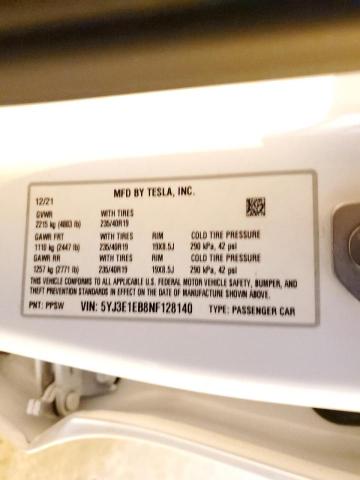 MFD BY TESLA, INC.
12/21
GVWR WITH TIRES
2215 kg (4883 lb) 235/40R19
GAWR FRT WITH TIRES RIM COLD TIRE PRESSURE
1110 kg (2447 lb) 235/40R19 19X8.5J 290 kPa, 42 psi
GAWR RR WITH TIRES RIM COLD TIRE PRESSURE
1257 kg (2771 lb) 235/40R19 19X8.5J 290 kPa, 42 psi
THIS VEHICLE CONFORMS TO ALL APPLICABLE U.S. FEDERAL MOTOR VEHICLE SAFETY, BUMPER, AND
THEFT PREVENTION STANDARDS IN EFFECT ON THE DATE OF MANUFACTURE SHOWN ABOVE.
PNT: PPSW VIN: 5YJ3E1EB8NF128140 TYPE: PASSENGER CAR